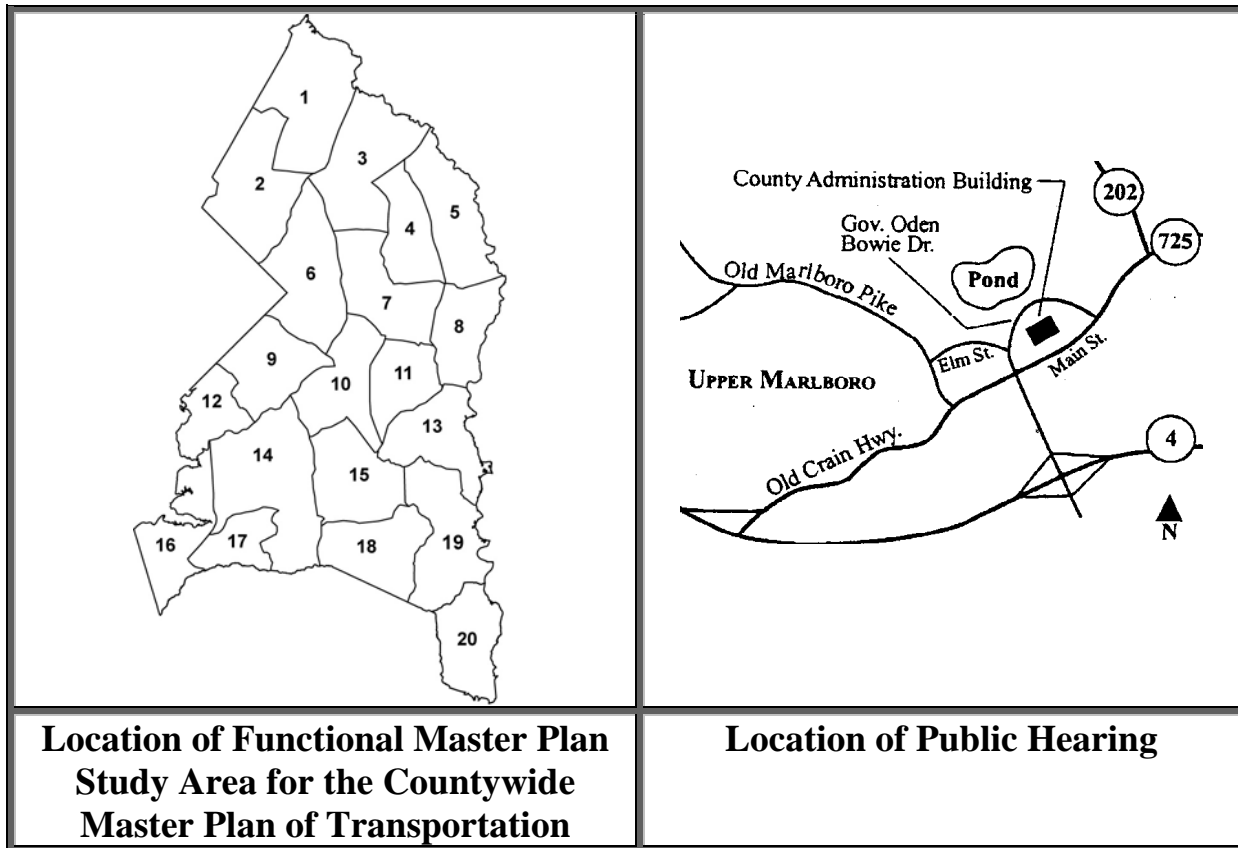 1
2
3
4
5
6
7
8
9
10
11
12
13
14
15
16
17
18
19
20
County Administration Building
202
Gov. Oden
Bowie Dr.
725
Old Marlboro Pike
Pond
Elm St.
Main St.
UPPER MARLBORO
Old Crain Hwy.
4
N
Location of Functional Master Plan
Study Area for the Countywide
Master Plan of Transportation
Location of Public Hearing